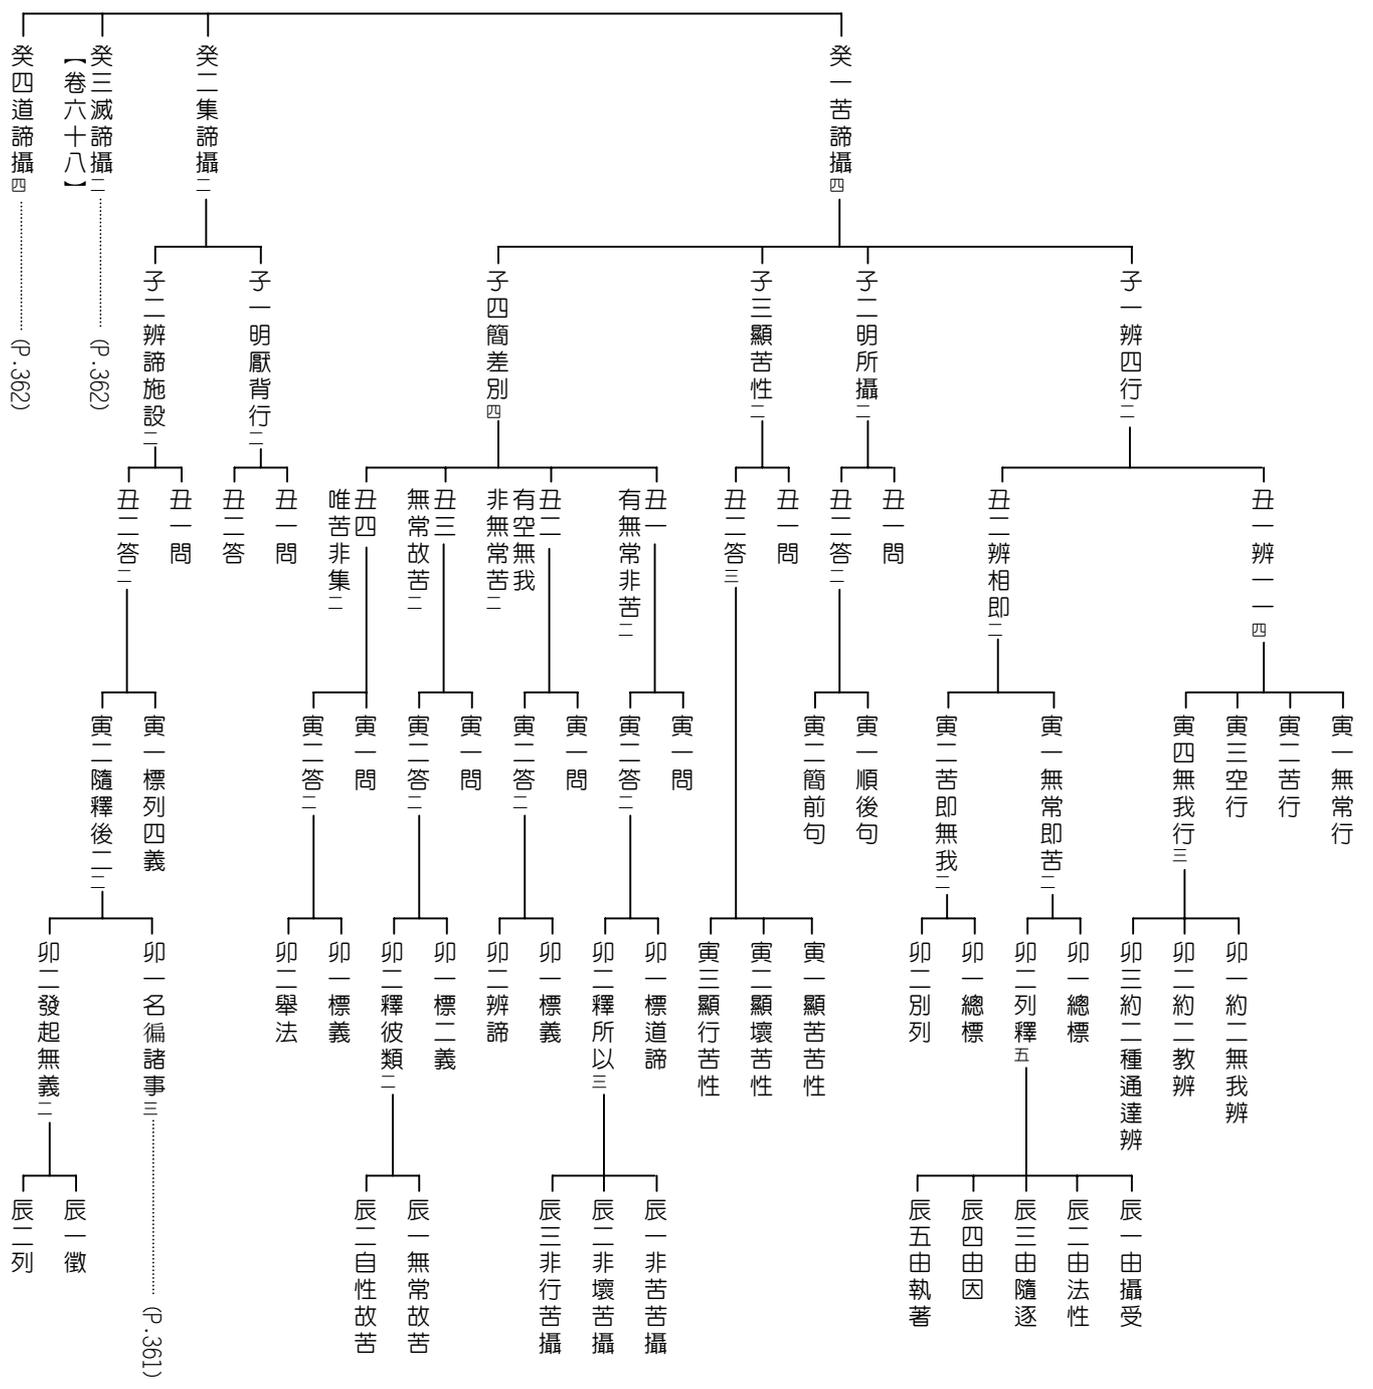 癸一苦諦攝四
癸二集諦攝二
癸三滅諦攝二
【卷六十八】
(P.362)
癸四道諦攝四
(P.362)
子一辨四行二
子二明所攝二
子三顯苦性二
子四簡差別四
子一明厭背行二
子二辨諦施設二
丑一辨一一四
丑二辨相即二
丑一問
丑二答二
丑一問
丑二答三
丑一
有無常非苦二
丑二
有空無我
非無常苦二
丑三
無常故苦二
丑四
唯苦非集二
丑一問
丑二答
丑一問
丑二答二
寅一無常行
寅二苦行
寅三空行
寅四無我行三
寅一無常即苦二
寅二苦即無我二
寅一順後句
寅二簡前句
寅一問
寅二答二
寅一問
寅二答二
寅一問
寅二答二
寅一問
寅二答二
寅一標列四義
寅二隨釋後二二
卯一約二無我辨
卯二約二教辨
卯三約二種通達辨
卯一總標
卯二列釋五
卯一總標
卯二別列
寅一顯苦苦性
寅二顯壞苦性
寅三顯行苦性
卯一標道諦
卯二釋所以三
卯一標義
卯二辨諦
卯一標二義
卯二釋彼類二
卯一標義
卯二舉法
卯一名徧諸事三
(P.361)
卯二發起無義二
辰一由攝受
辰二由法性
辰三由隨逐
辰四由因
辰五由執著
辰一非苦苦攝
辰二非壞苦攝
辰三非行苦攝
辰一無常故苦
辰二自性故苦
辰一徵
辰二列